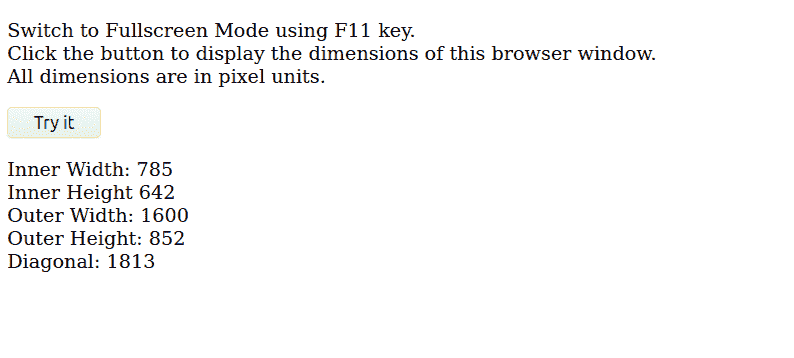 Switch to Fullscreen Mode using F11 key.
Click the button to display the dimensions of this browser window.
All dimensions are in pixel units.
Try it
Inner Width: 785
Inner Height 642
Outer Width: 1600
Outer Height: 852
Diagonal: 1813